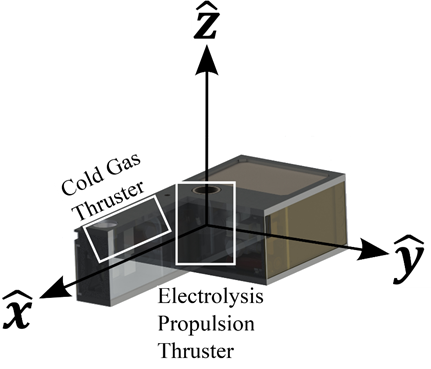 ẑ
Cold Gas
Thruster
x̂
ŷ
Electrolysis
Propulsion
Thruster